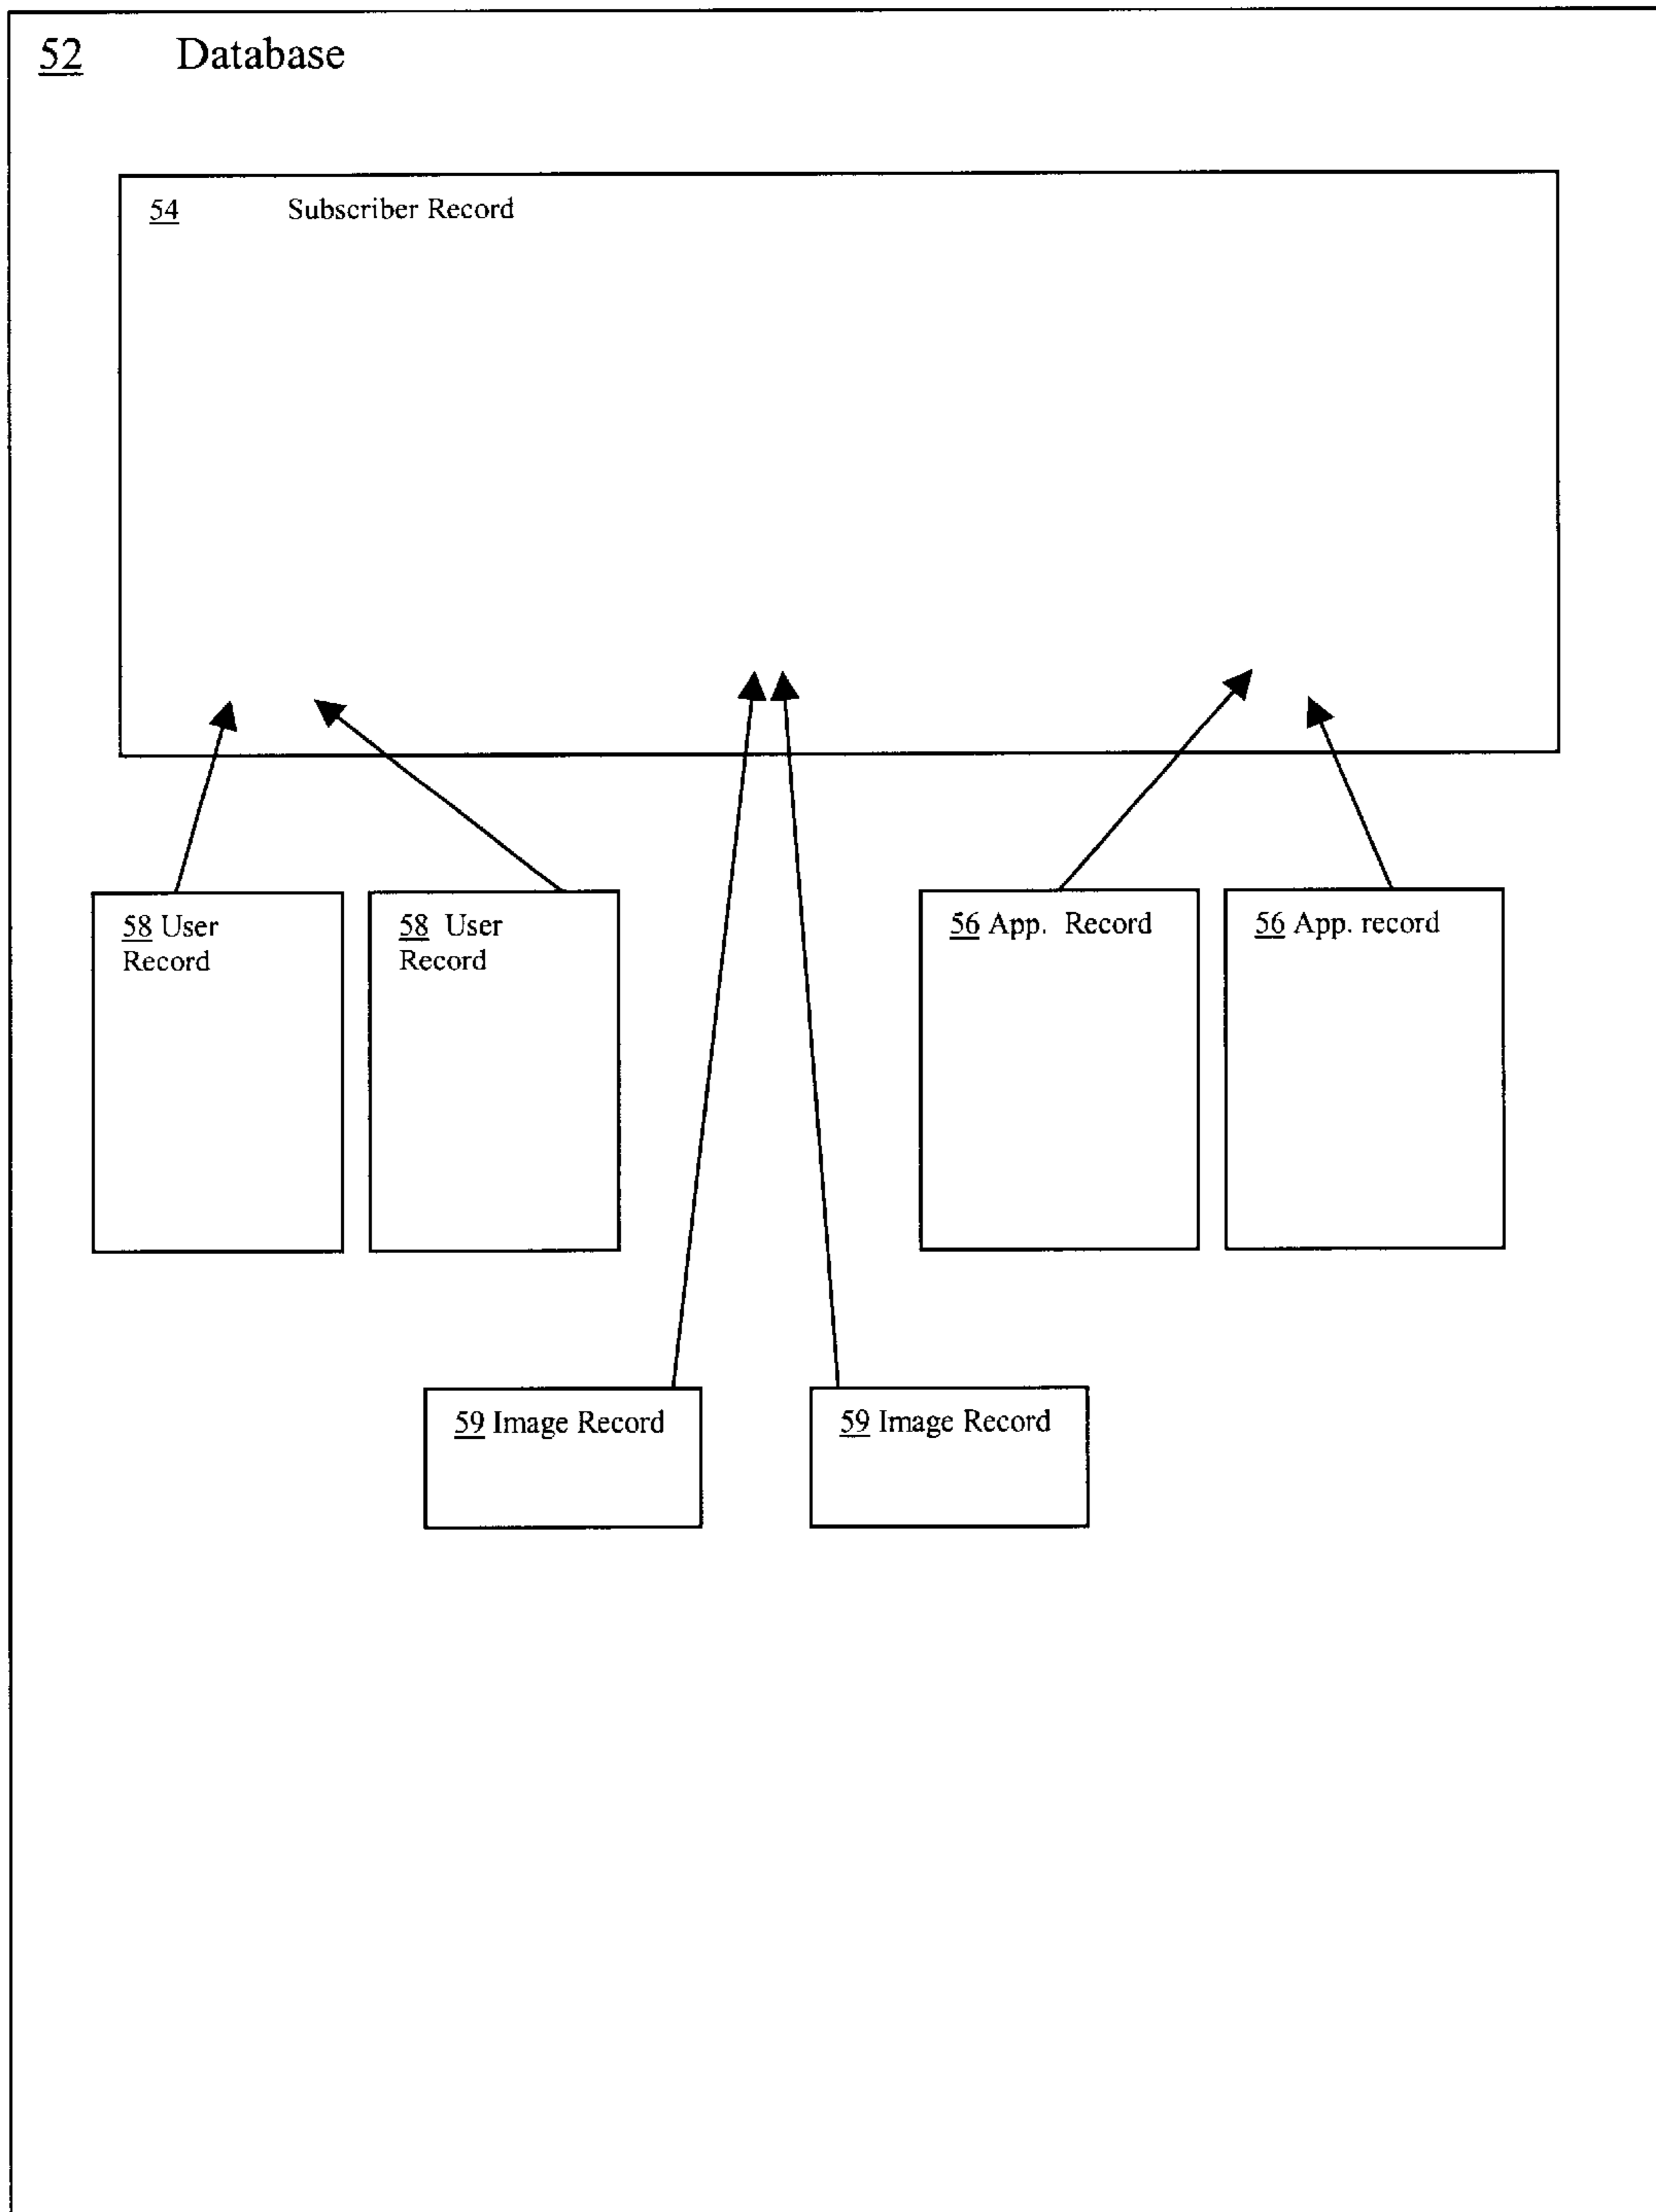 52 Database
54 Subscriber Record
58 User
Record
58 User
Record
56 App. Record
56 App. record
59 Image Record
59 Image Record